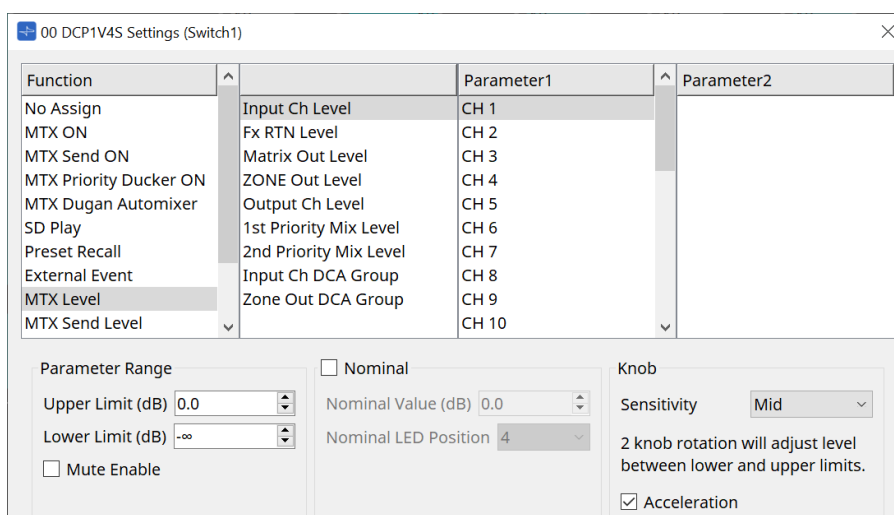 00 DCP1V4S Settings (Switch1)
Function
No Assign
MTX ON
MTX Send ON
MTX Priority Ducker ON
MTX Dugan Automixer
SD Play
Preset Recall
External Event
MTX Level
MTX Send Level
Input Ch Level
Fx RTN Level
Matrix Out Level
ZONE Out Level
Output Ch Level
1st Priority Mix Level
2nd Priority Mix Level
Input Ch DCA Group
Zone Out DCA Group
Parameter1
CH 1
CH 2
CH 3
CH 4
CH 5
CH 6
CH 7
CH 8
CH 9
CH 10
Parameter2
Parameter Range
Upper Limit (dB) 0.0
Lower Limit (dB) -∞
Mute Enable
Nominal
Nominal Value (dB) 0.0
Nominal LED Position 4
Knob
Sensitivity Mid
2 knob rotation will adjust level
between lower and upper limits.
Acceleration